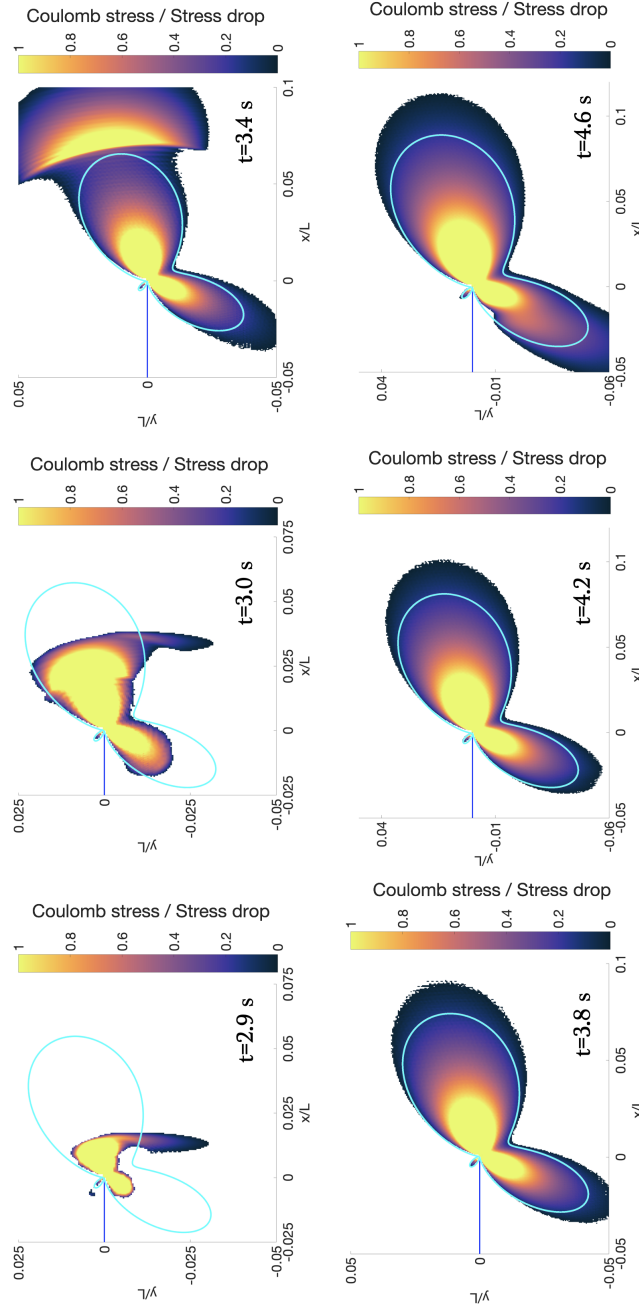 Coulomb stress / Stress drop
1 0.8 0.6 0.4 0.2 0
t=2.9 s
0.025 0 -0.025 -0.05
y/L
-0.025 0 0.025 0.05 0.075
x/L
Coulomb stress / Stress drop
1 0.8 0.6 0.4 0.2 0
t=3.0 s
0.025 0 -0.025 -0.05
y/L
-0.025 0 0.025 0.05 0.075
x/L
Coulomb stress / Stress drop
1 0.8 0.6 0.4 0.2 0
t=3.4 s
0.05 0 -0.05
y/L
-0.05 0 0.05 0.1
x/L
Coulomb stress / Stress drop
1 0.8 0.6 0.4 0.2 0
t=3.8 s
0.05 0 -0.05
y/L
-0.05 0 0.05 0.1
x/L
Coulomb stress / Stress drop
1 0.8 0.6 0.4 0.2 0
t=4.2 s
0.04 -0.01 -0.06
y/L
-0.05 0 0.05 0.1
x/L
Coulomb stress / Stress drop
1 0.8 0.6 0.4 0.2 0
t=4.6 s
0.04 -0.01 -0.06
y/L
-0.05 0 0.05 0.1
x/L